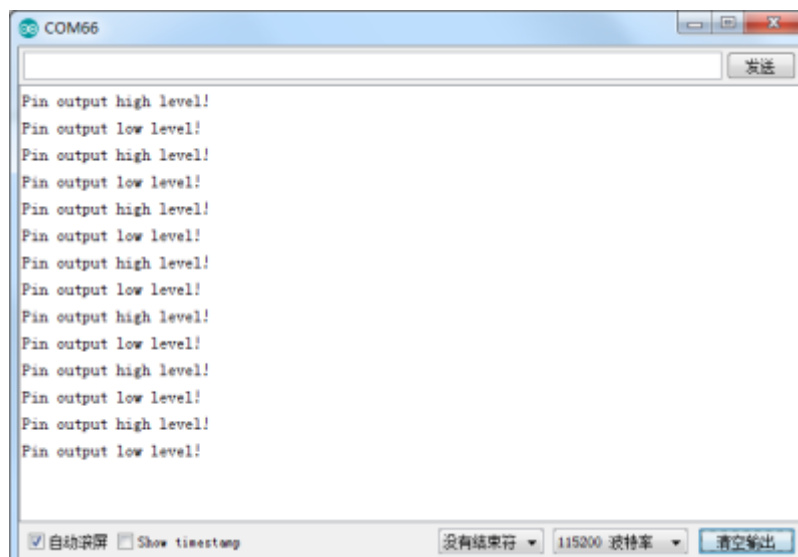 COM66
发送
Pin output high level!
Pin output low level!
Pin output high level!
Pin output low level!
Pin output high level!
Pin output low level!
Pin output high level!
Pin output low level!
Pin output high level!
Pin output low level!
Pin output high level!
Pin output low level!
Pin output high level!
Pin output low level!
自动滚屏 Show timestamp 没有结束符 115200 波特率 清空输出